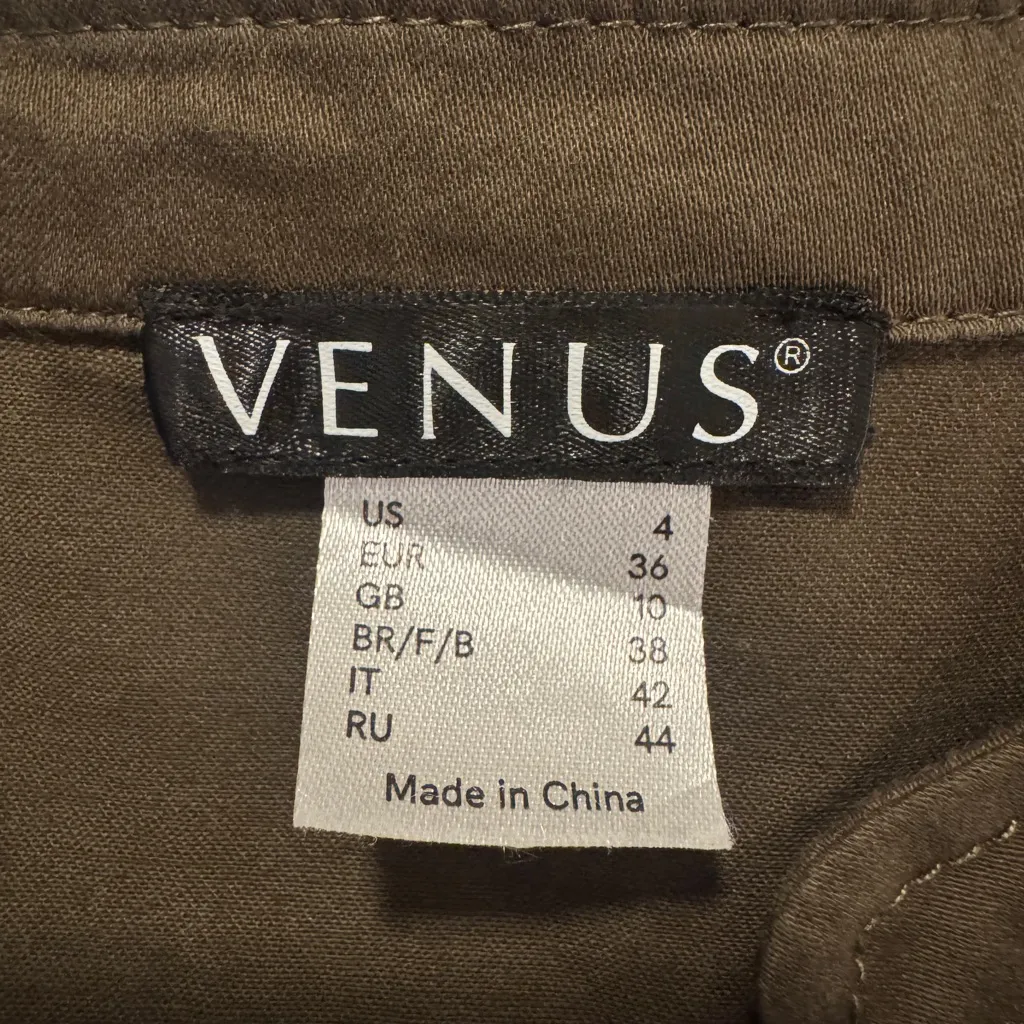 VENUS®
US 4
EUR 36
GB 10
BR/F/B 38
IT 42
RU 44
Made in China